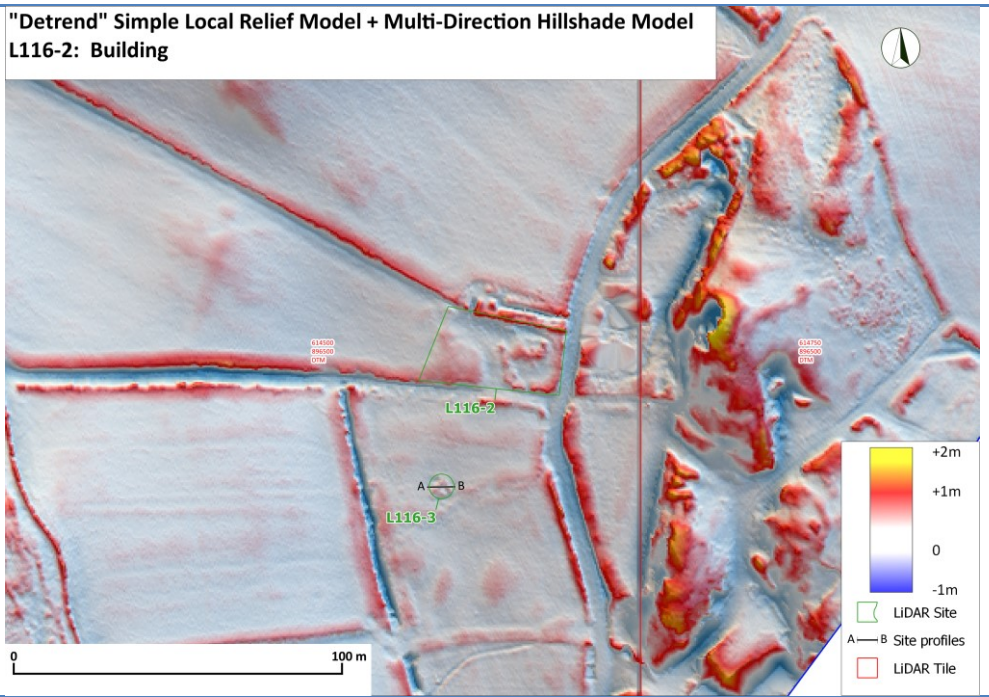 "Detrend" Simple Local Relief Model + Multi-Direction Hillshade Model
L116-2: Building
614500
896500
DTM
614750
896500
DTM
L116-2
A B
L116-3
+2m
+1m
0
-1m
LiDAR Site
A B Site profiles
LiDAR Tile
0 100 m